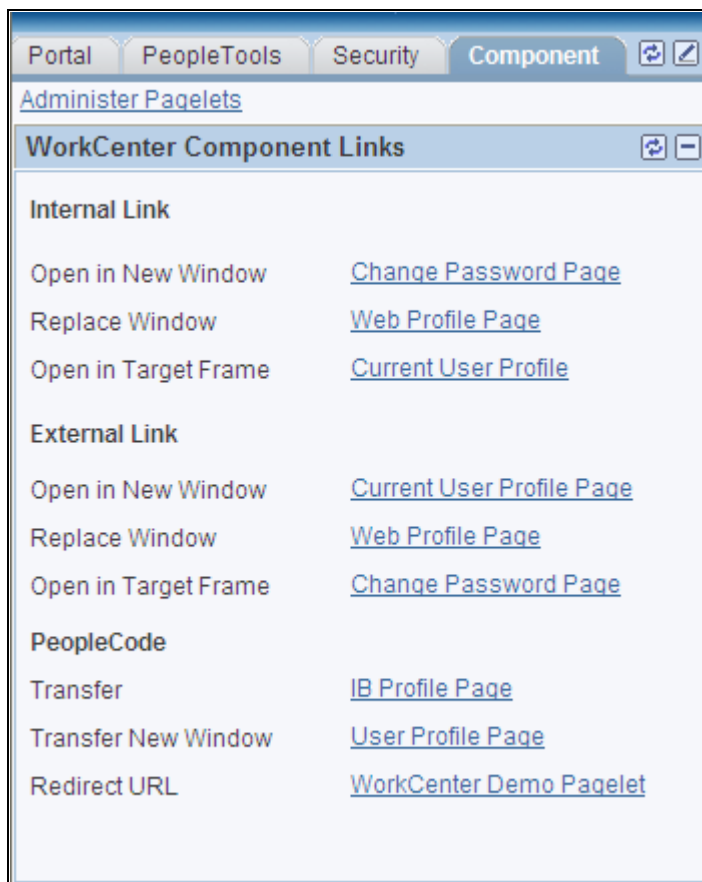 Portal PeopleTools Security Component
Administer Pagelets
WorkCenter Component Links
Internal Link
Open in New Window Change Password Page
Replace Window Web Profile Page
Open in Target Frame Current User Profile
External Link
Open in New Window Current User Profile Page
Replace Window Web Profile Page
Open in Target Frame Change Password Page
PeopleCode
Transfer IB Profile Page
Transfer New Window User Profile Page
Redirect URL WorkCenter Demo Pagelet